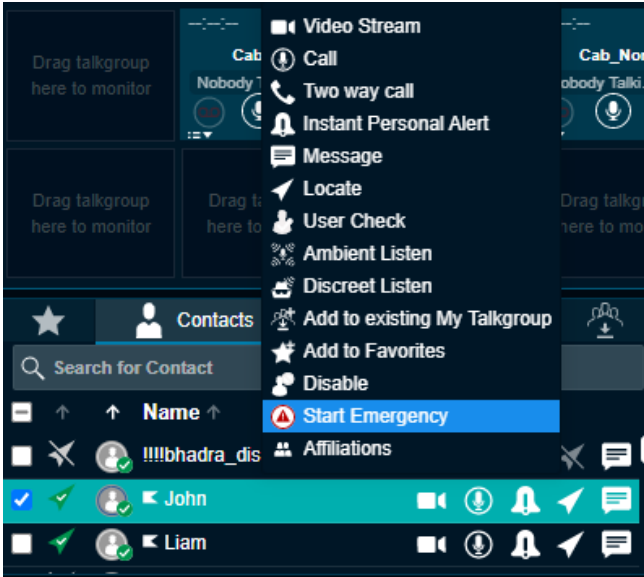 Drag talkgroup
here to monitor
--:--:--
Cab
Nobody T
--:--
Cab_Nor
obody Talki
Video Stream
Call
Two way call
Instant Personal Alert
Message
Locate
User Check
Ambient Listen
Discreet Listen
Add to existing My Talkgroup
Add to Favorites
Disable
Start Emergency
Affiliations
Drag talkgroup
here to monitor
Drag ta
here to
Drag talkg
here to mo
Contacts
Search for Contact
Name
!!!!bhadra_dis
John
Liam